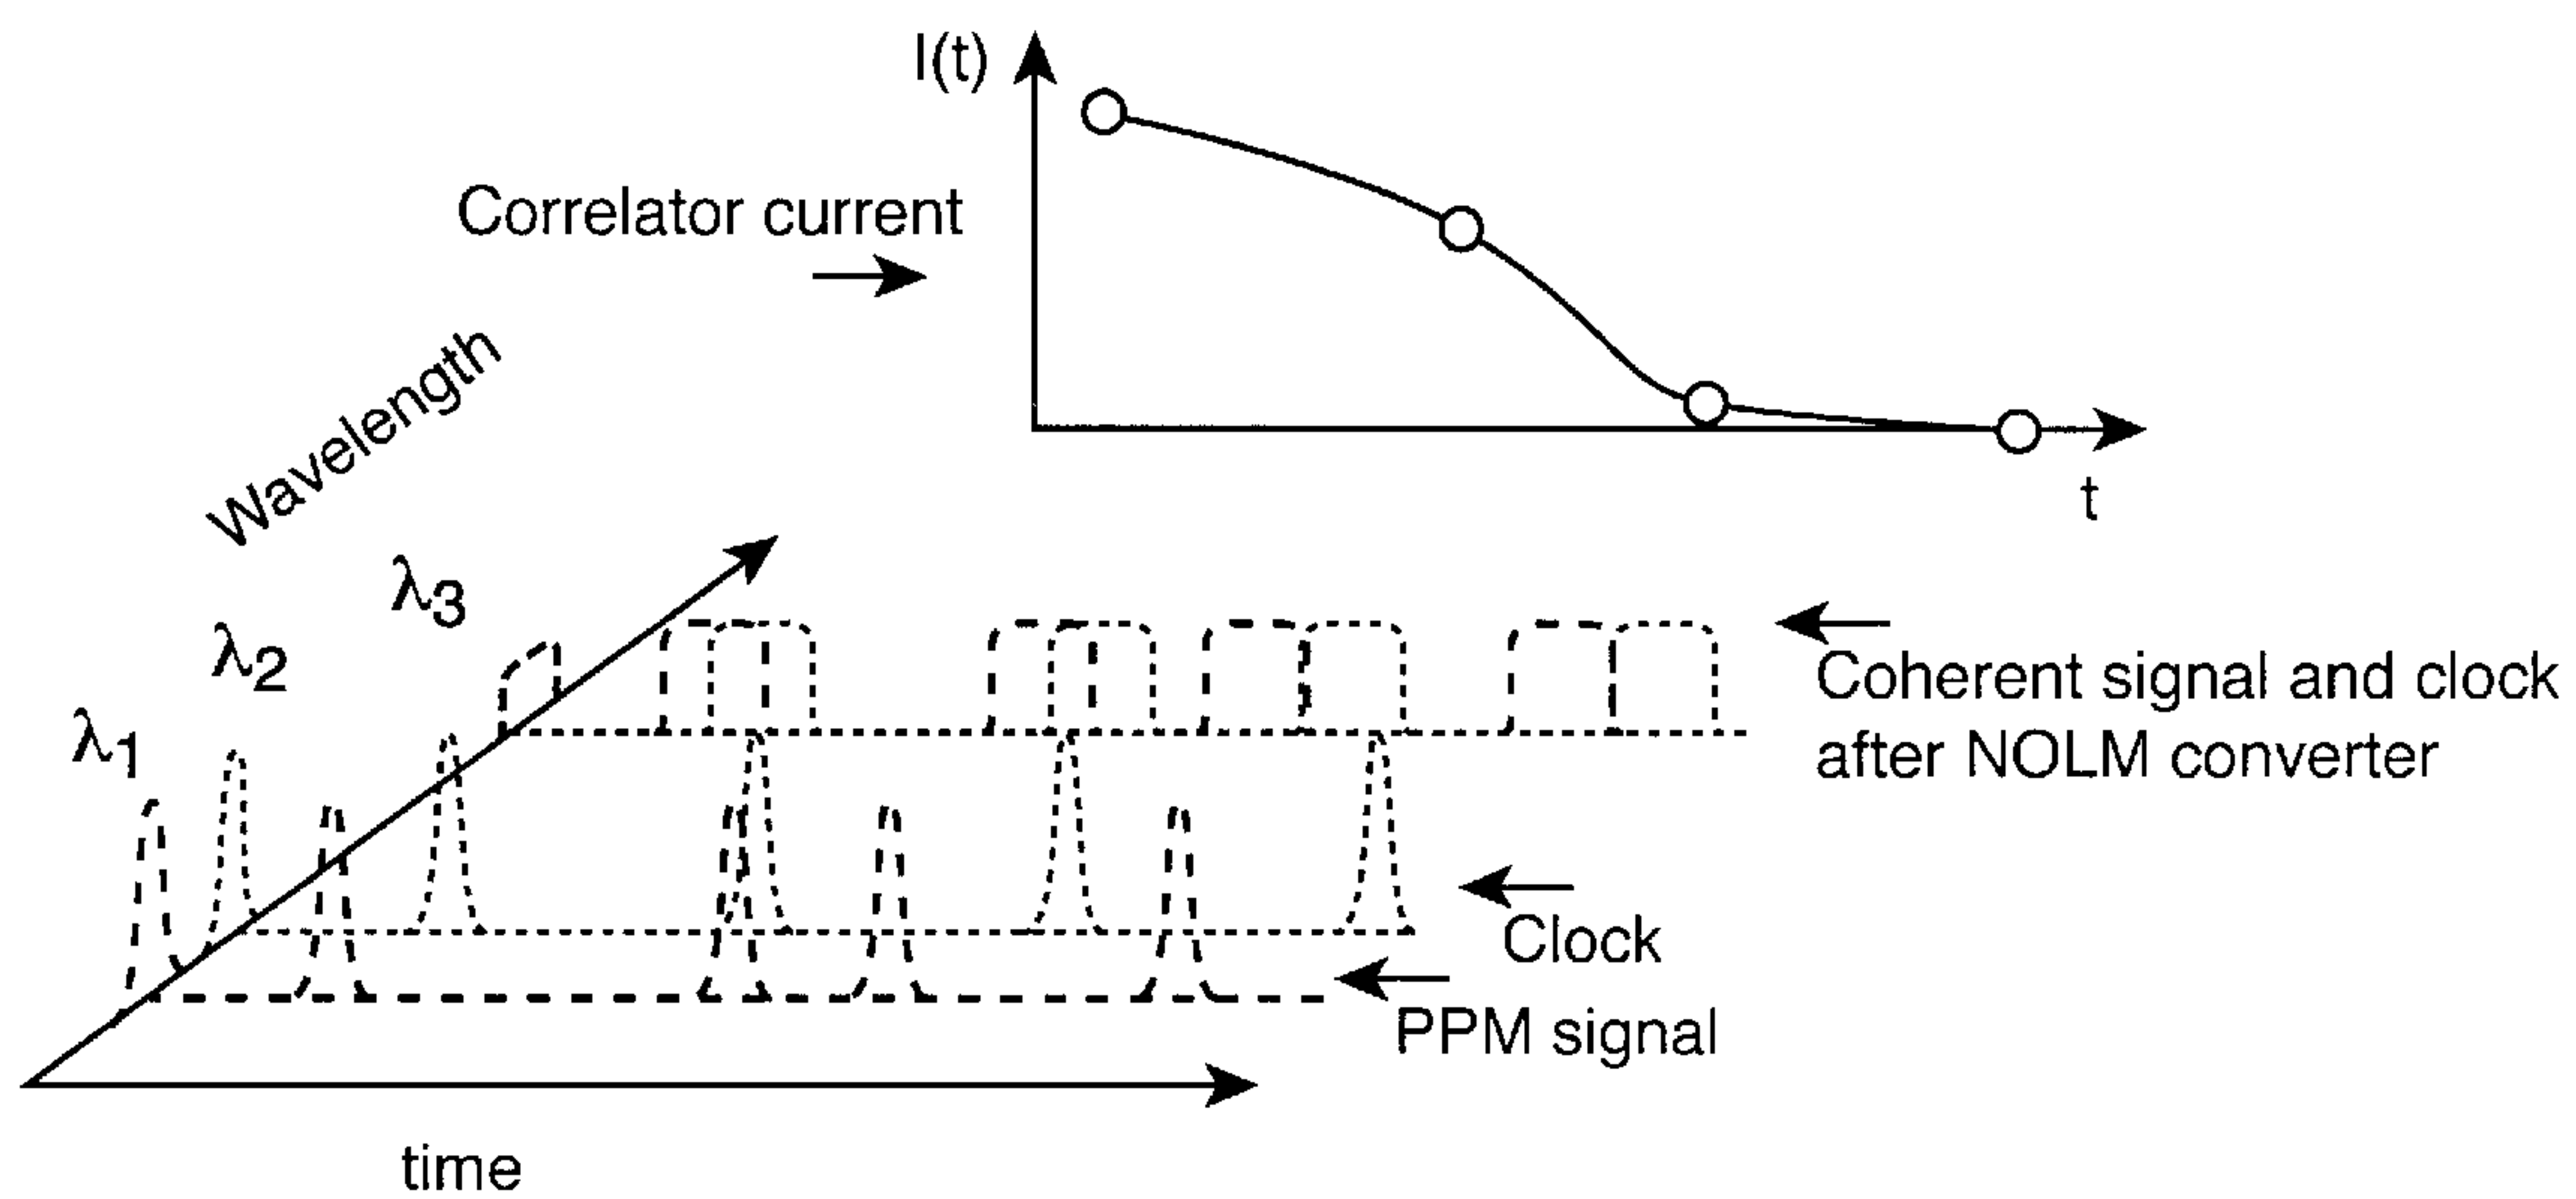 I(t)
Correlator current
t
Wavelength
λ3
λ2
λ1
Coherent signal and clock
after NOLM converter
Clock
PPM signal
time